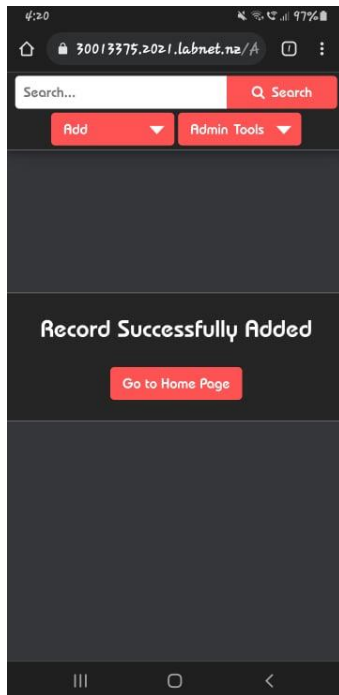 4:20 97%
30013375.2021.labnet.nz/A 1
Search... Search
Add Admin Tools
Record Successfully Added
Go to Home Page